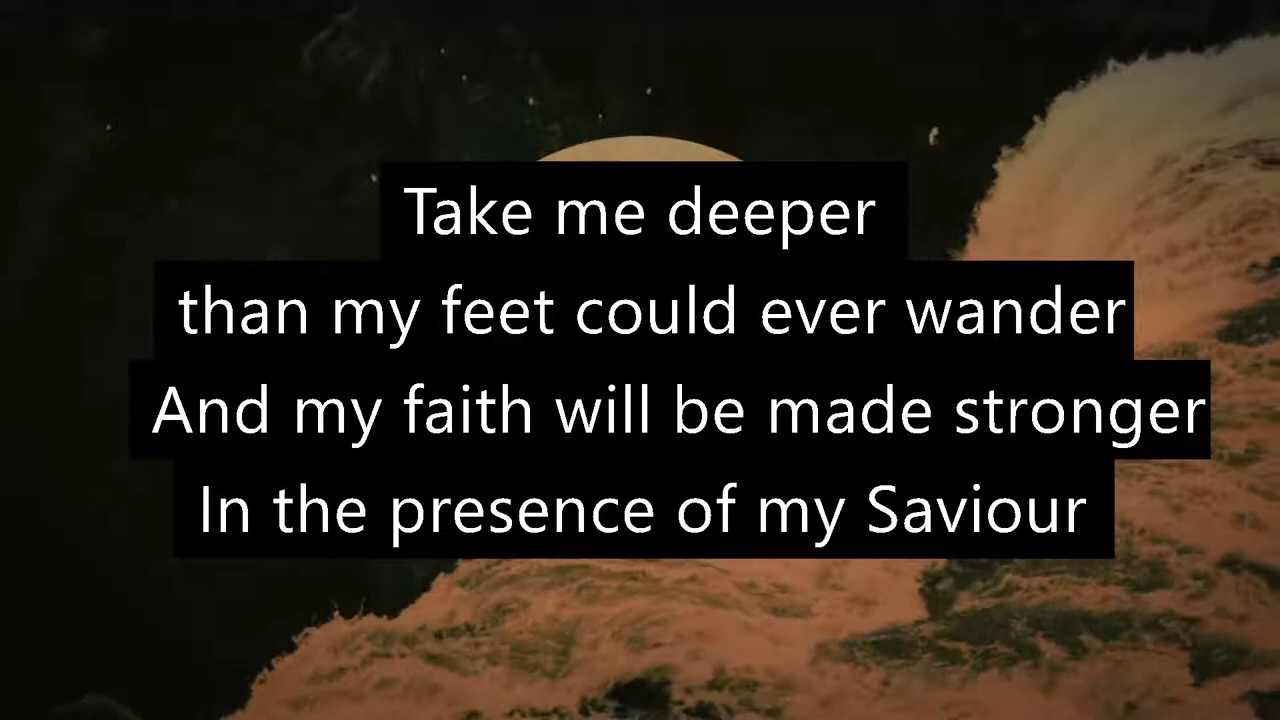 Take me deeper
than my feet could ever wander
And my faith will be made stronger
In the presence of my Saviour